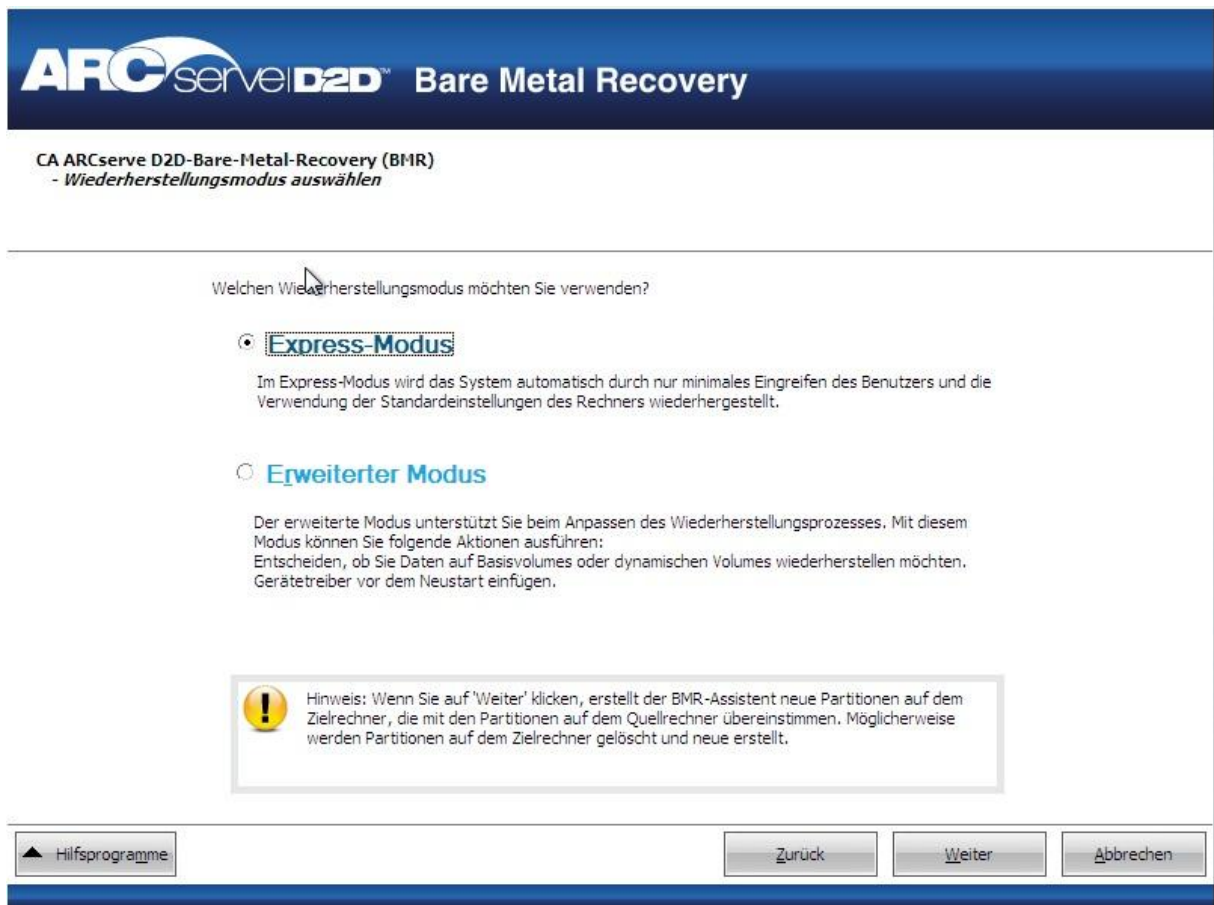 ARCserve D2D™ Bare Metal Recovery
CA ARCserve D2D-Bare-Metal-Recovery (BMR)
- Wiederherstellungsmodus auswählen
Welchen Wiederherstellungsmodus möchten Sie verwenden?
Express-Modus
Im Express-Modus wird das System automatisch durch nur minimales Eingreifen des Benutzers und die
Verwendung der Standardeinstellungen des Rechners wiederhergestellt.
Erweiterter Modus
Der erweiterte Modus unterstützt Sie beim Anpassen des Wiederherstellungsprozesses. Mit diesem
Modus können Sie folgende Aktionen ausführen:
Entscheiden, ob Sie Daten auf Basisvolumes oder dynamischen Volumes wiederherstellen möchten.
Gerätetreiber vor dem Neustart einfügen.
Hinweis: Wenn Sie auf 'Weiter' klicken, erstellt der BMR-Assistent neue Partitionen auf dem
Zielrechner, die mit den Partitionen auf dem Quellrechner übereinstimmen. Möglicherweise
werden Partitionen auf dem Zielrechner gelöscht und neue erstellt.
Hilfsprogramme
Zurück
Weiter
Abbrechen